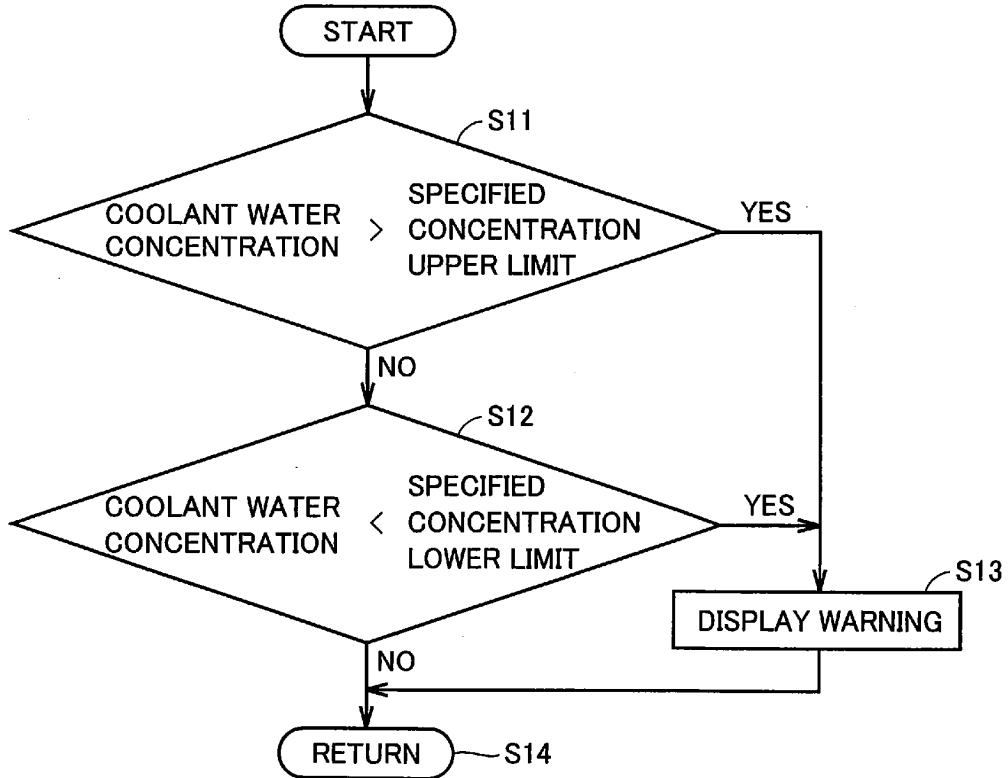 START
S11
COOLANT WATER
CONCENTRATION
>
SPECIFIED
CONCENTRATION
UPPER LIMIT
YES
NO
S12
COOLANT WATER
CONCENTRATION
<
SPECIFIED
CONCENTRATION
LOWER LIMIT
YES
S13
DISPLAY WARNING
NO
RETURN
S14